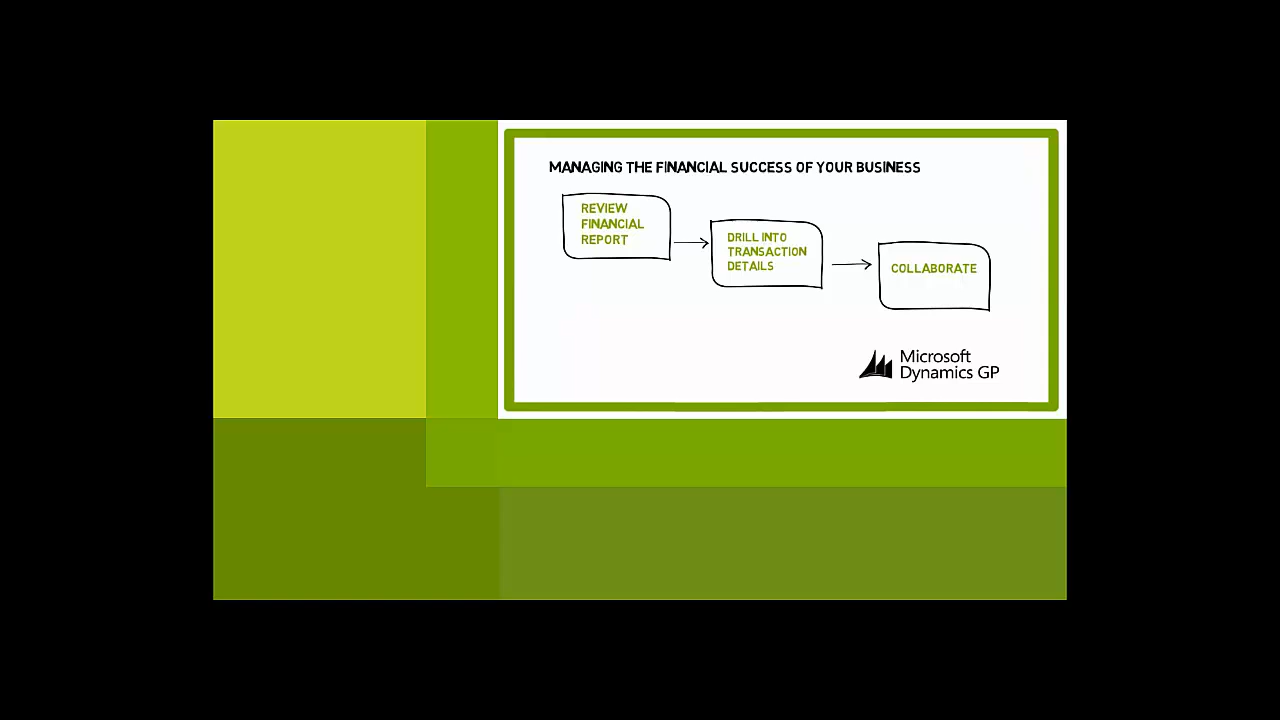 MANAGING THE FINANCIAL SUCCESS OF YOUR BUSINESS
REVIEW
FINANCIAL
REPORT
DRILL INTO
TRANSACTION
DETAILS
COLLABORATE
Microsoft
Dynamics GP